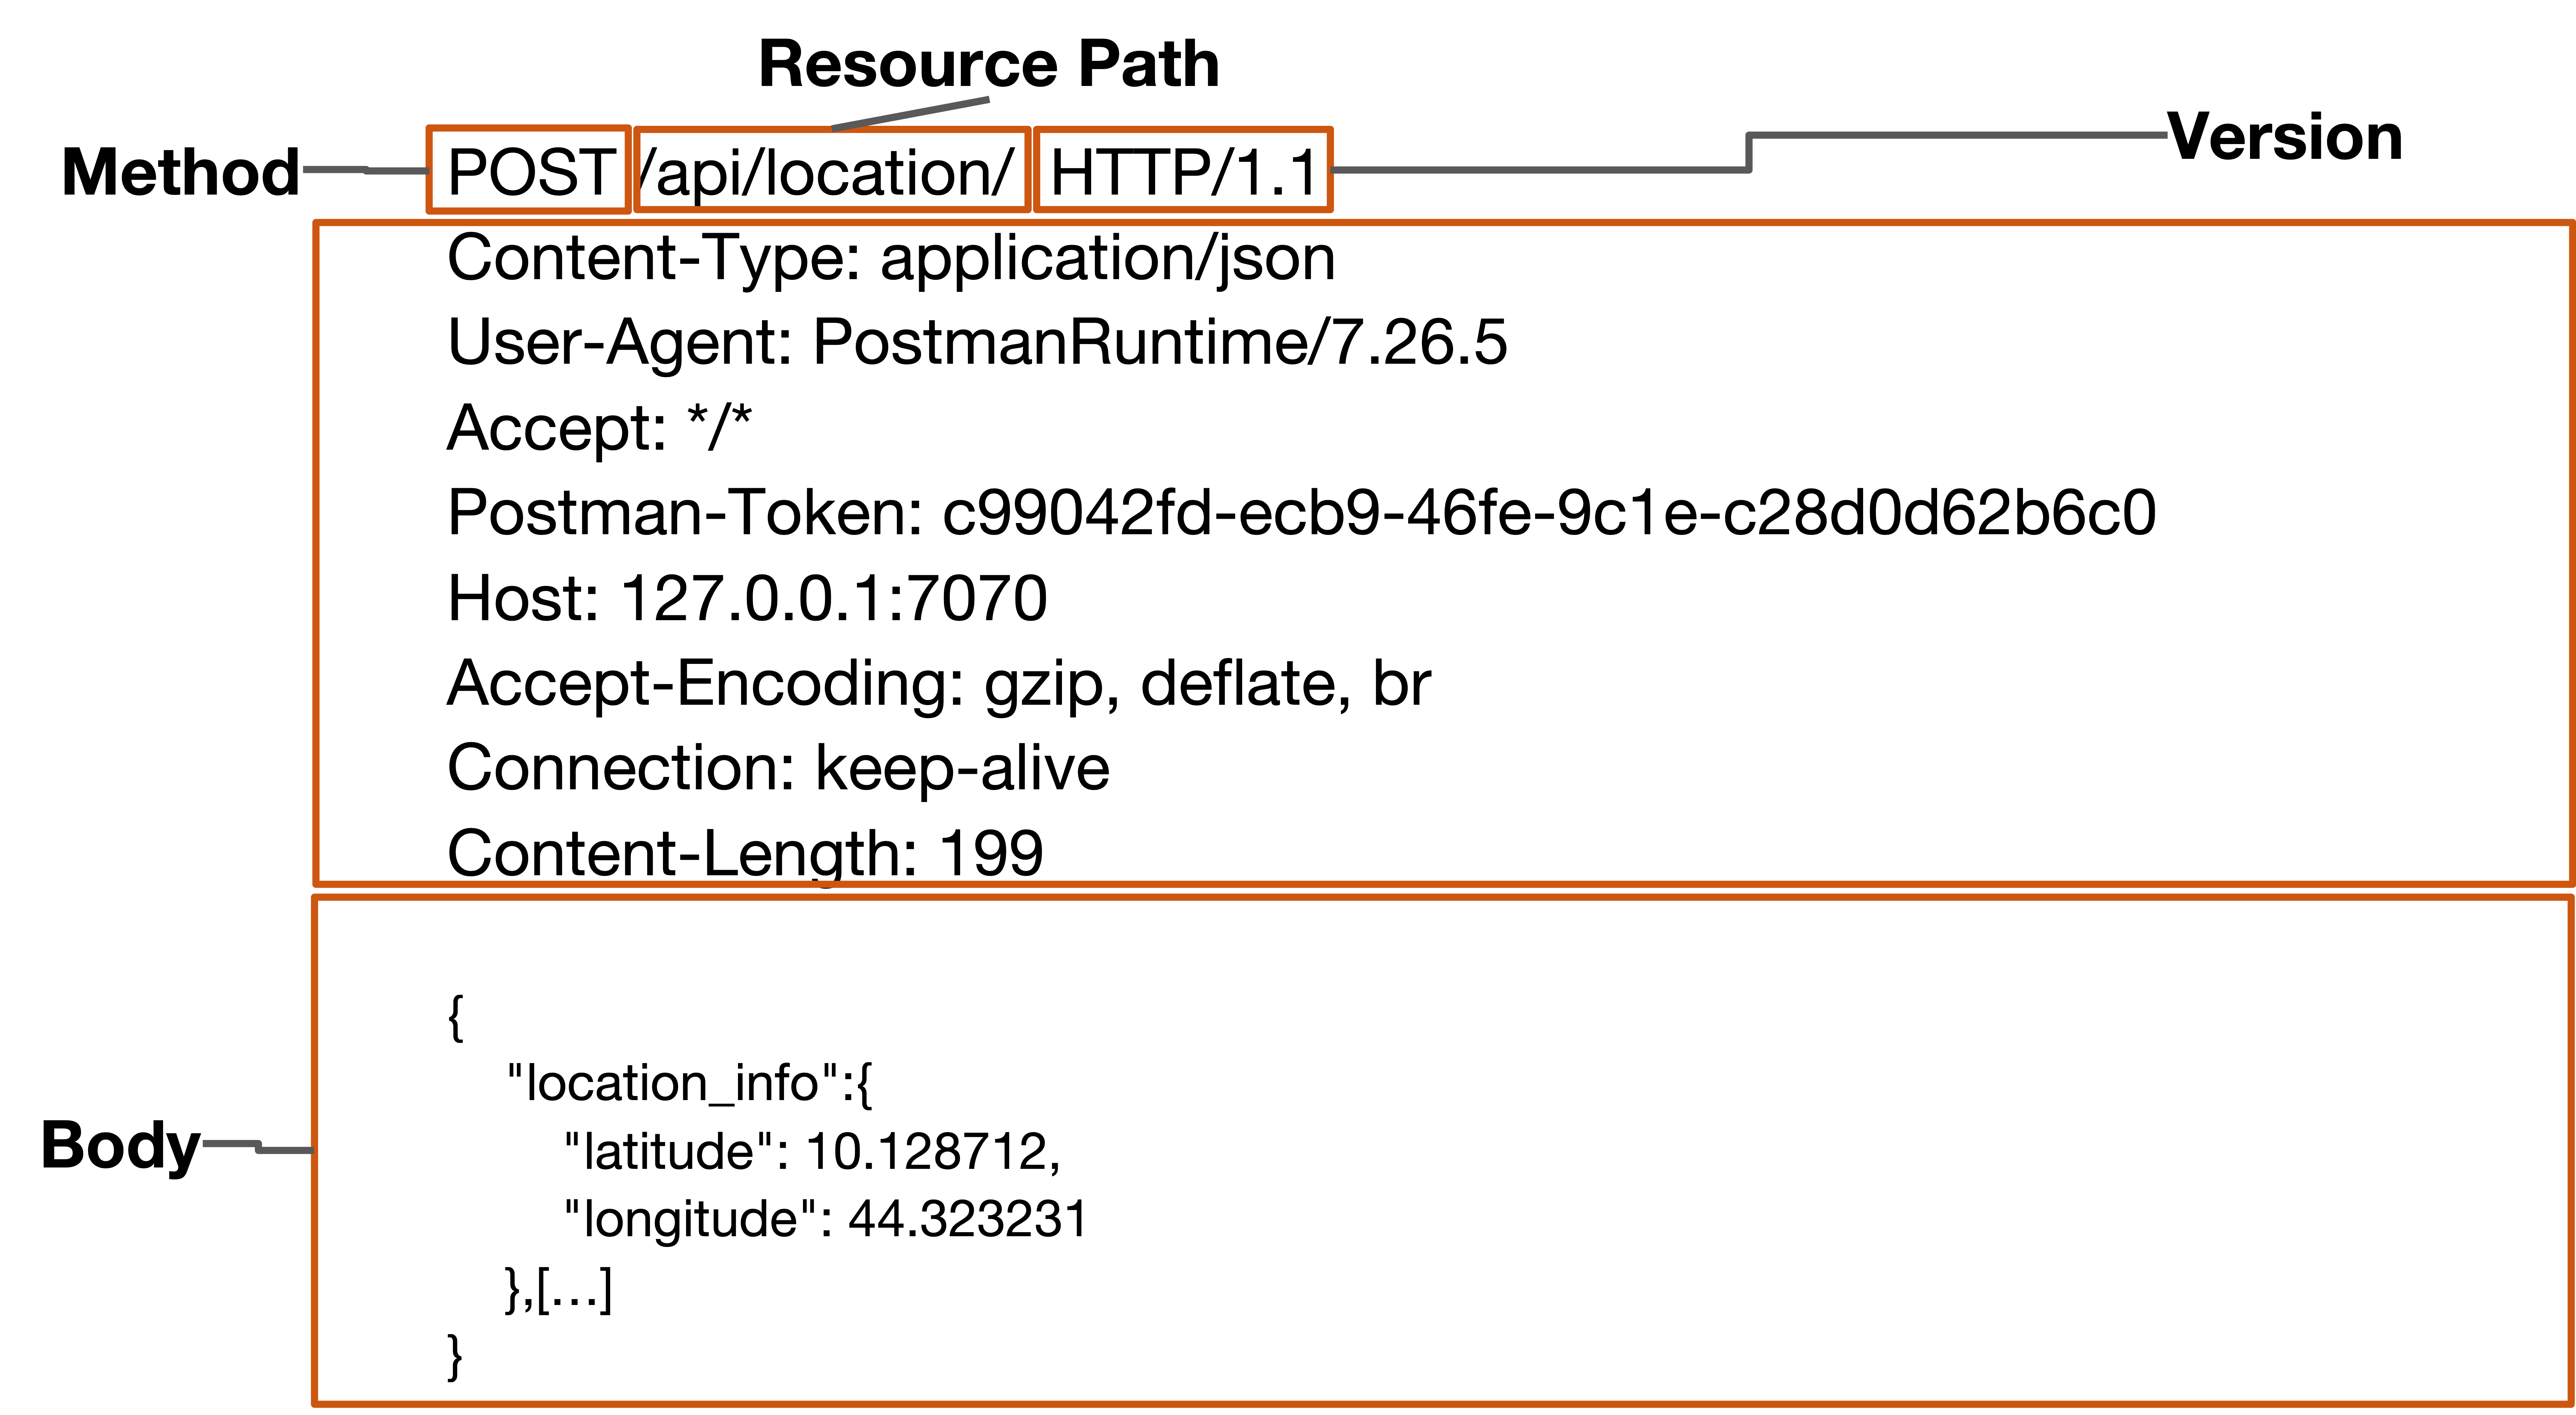 Resource Path
Version
Method
POST /api/location/ HTTP/1.1
Content-Type: application/json
User-Agent: PostmanRuntime/7.26.5
Accept: */*
Postman-Token: c99042fd-ecb9-46fe-9c1e-c28d0d62b6c0
Host: 127.0.0.1:7070
Accept-Encoding: gzip, deflate, br
Connection: keep-alive
Content-Length: 199
Body
{
"location_info":{
"latitude": 10.128712,
"longitude": 44.323231
},[...]
}